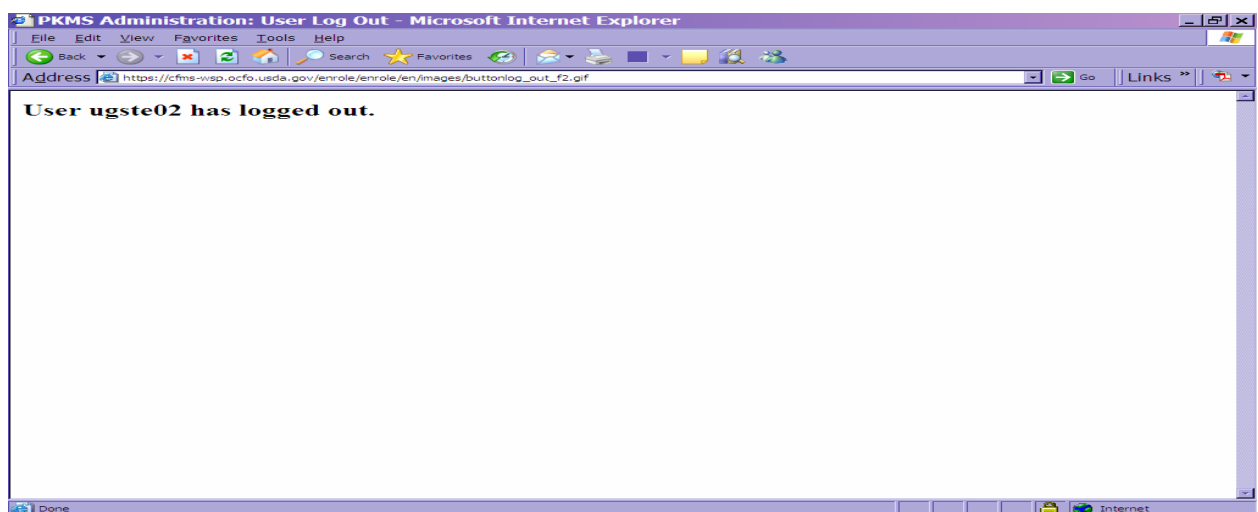 PKMS Administration: User Log Out - Microsoft Internet Explorer
File Edit View Favorites Tools Help
Back Search Favorites
Address https://cfms-wsp.ocfo.usda.gov/enrole/enrole/en/images/buttonlog_out_f2.gif Go Links »
User ugste02 has logged out.
Done Internet